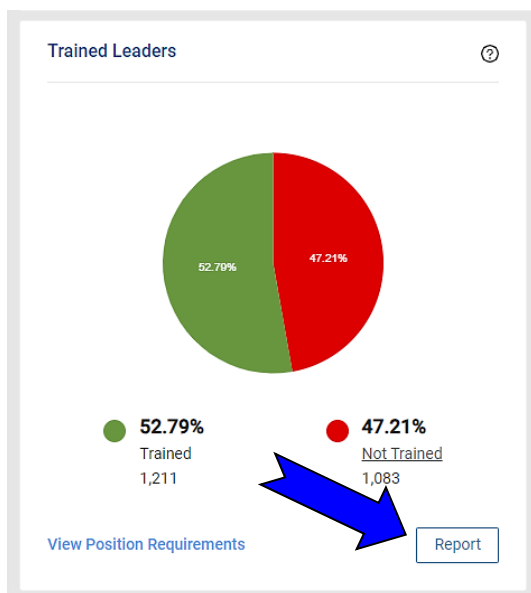 Trained Leaders
52.79%
47.21%
52.79%
47.21%
Trained
Not Trained
1,211
1,083
View Position Requirements
Report